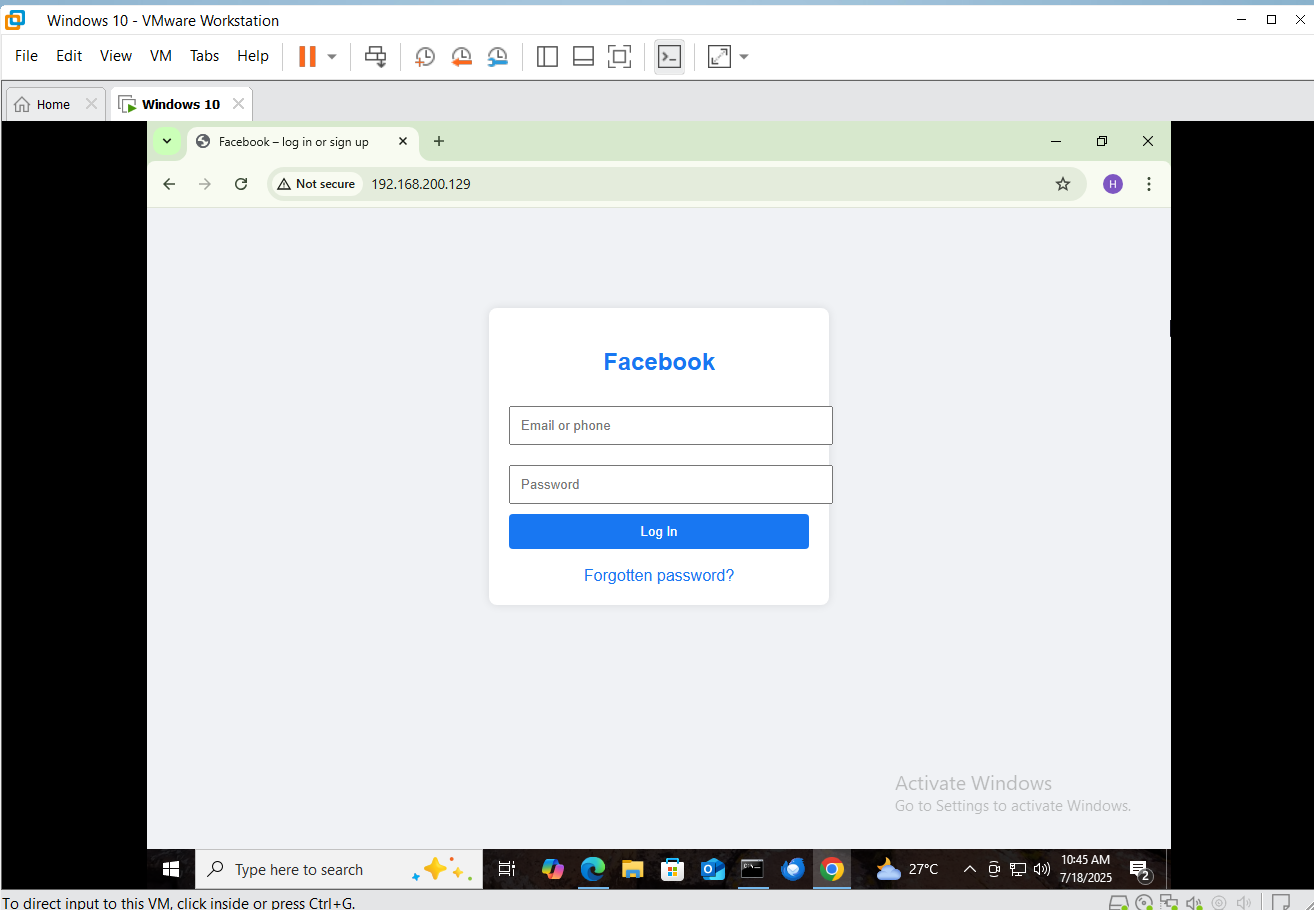 Windows 10 - VMware Workstation
File Edit View VM Tabs Help
Home Windows 10
Facebook – log in or sign up
Not secure 192.168.200.129 H
Facebook
Email or phone
Password
Log In
Forgotten password?
Activate Windows
Go to Settings to activate Windows.
Type here to search 27°C 10:45 AM
7/18/2025 2
To direct input to this VM, click inside or press Ctrl+G.